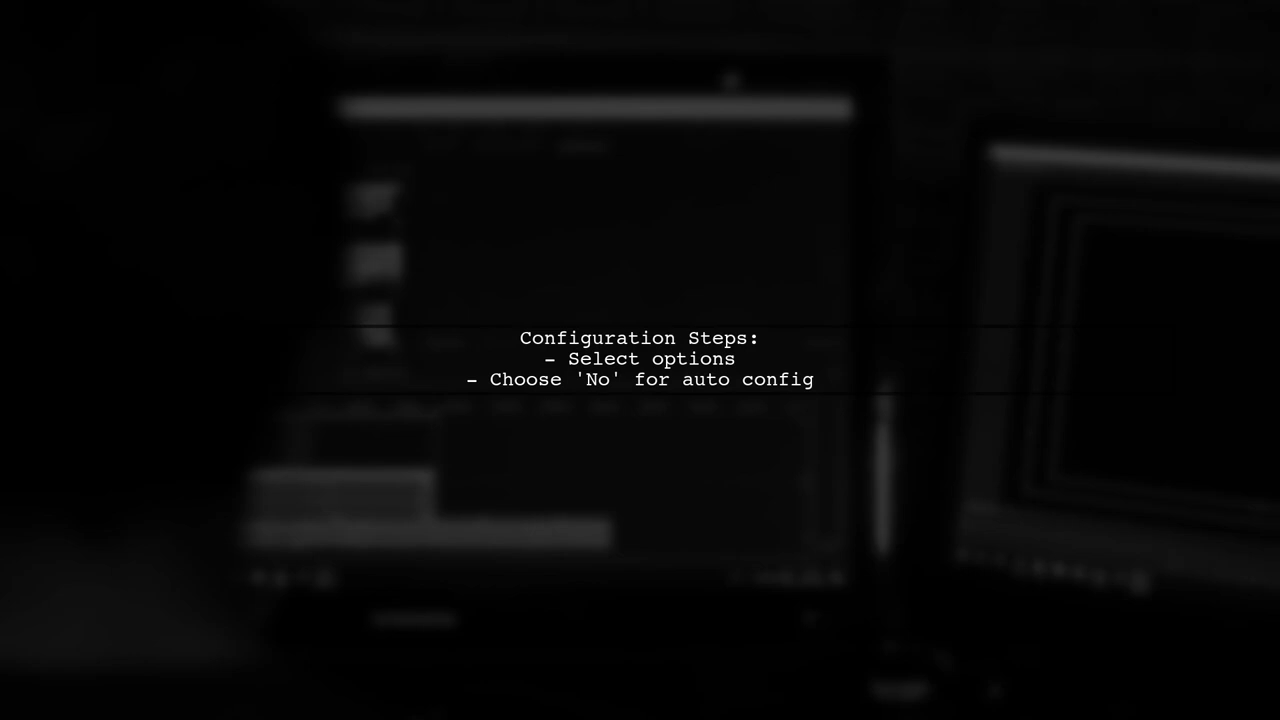 Configuration Steps:
- Select options
- Choose 'No' for auto config